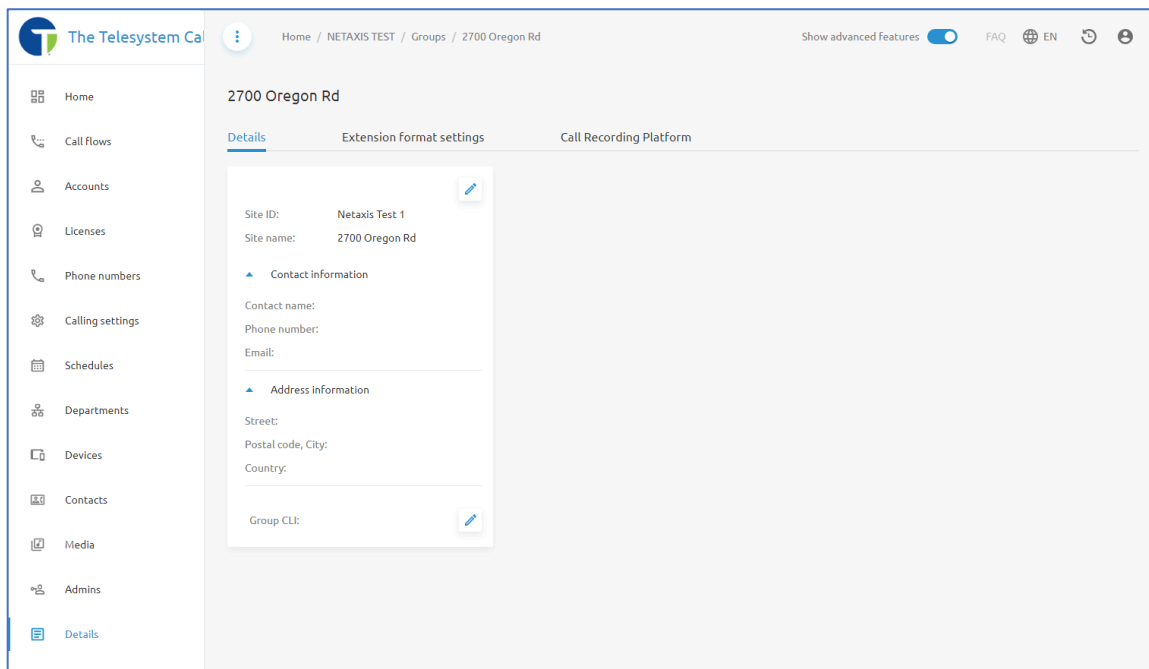 The Telesystem Cal
Home / NETAXIS TEST / Groups / 2700 Oregon Rd
Show advanced features
FAQ
EN
Home
Call flows
Accounts
Licenses
Phone numbers
Calling settings
Schedules
Departments
Devices
Contacts
Media
Admins
Details
2700 Oregon Rd
Details Extension format settings Call Recording Platform
Site ID: Netaxis Test 1
Site name: 2700 Oregon Rd
Contact information
Contact name:
Phone number:
Email:
Address information
Street:
Postal code, City:
Country:
Group CLI: